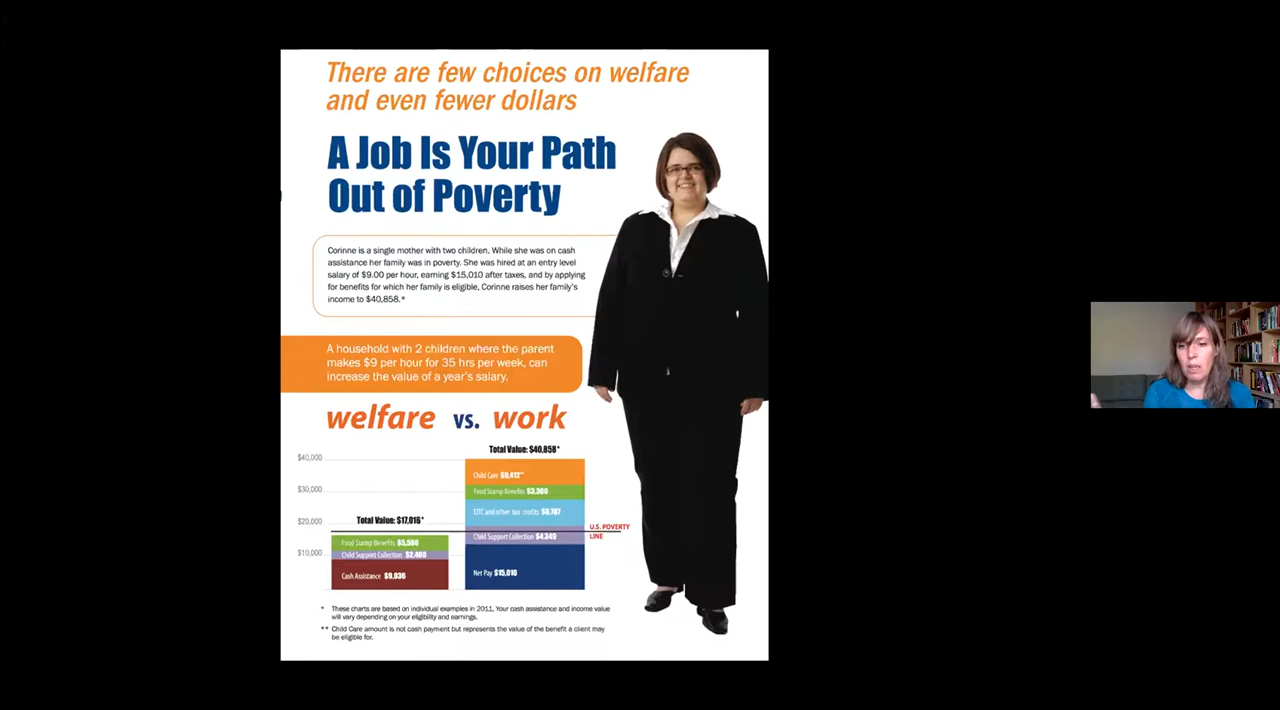 There are few choices on welfare
and even fewer dollars
A Job Is Your Path
Out of Poverty
Corinne is a single mother with two children. While she was on cash
assistance her family was in poverty. She was hired at an entry level
salary of $9.00 per hour, earning $15,010 after taxes, and by applying
for benefits for which her family is eligible, Corinne raises her family's
income to $40,858.*
A household with 2 children where the parent
makes $9 per hour for 35 hrs per week, can
increase the value of a year's salary.
welfare vs. work
Total Value: $40,858*
$40,000
Child Care
$30,000
Food Stamp Benefits $3,360
EITC and other tax credits
$20,000
Total Value: $17,016*
U.S. POVERTY
LINE
Child Support Collection $4,349
Food Stamp Benefits $5,580
$10,000
Child Support Collection $2,400
Cash Assistance $9,036
Net Pay $15,010
* These charts are based on individual examples in 2011. Your cash assistance and income value
will vary depending on your eligibility and earnings.
** Child Care amount is not cash payment but represents the value of the benefit a client may
be eligible for.